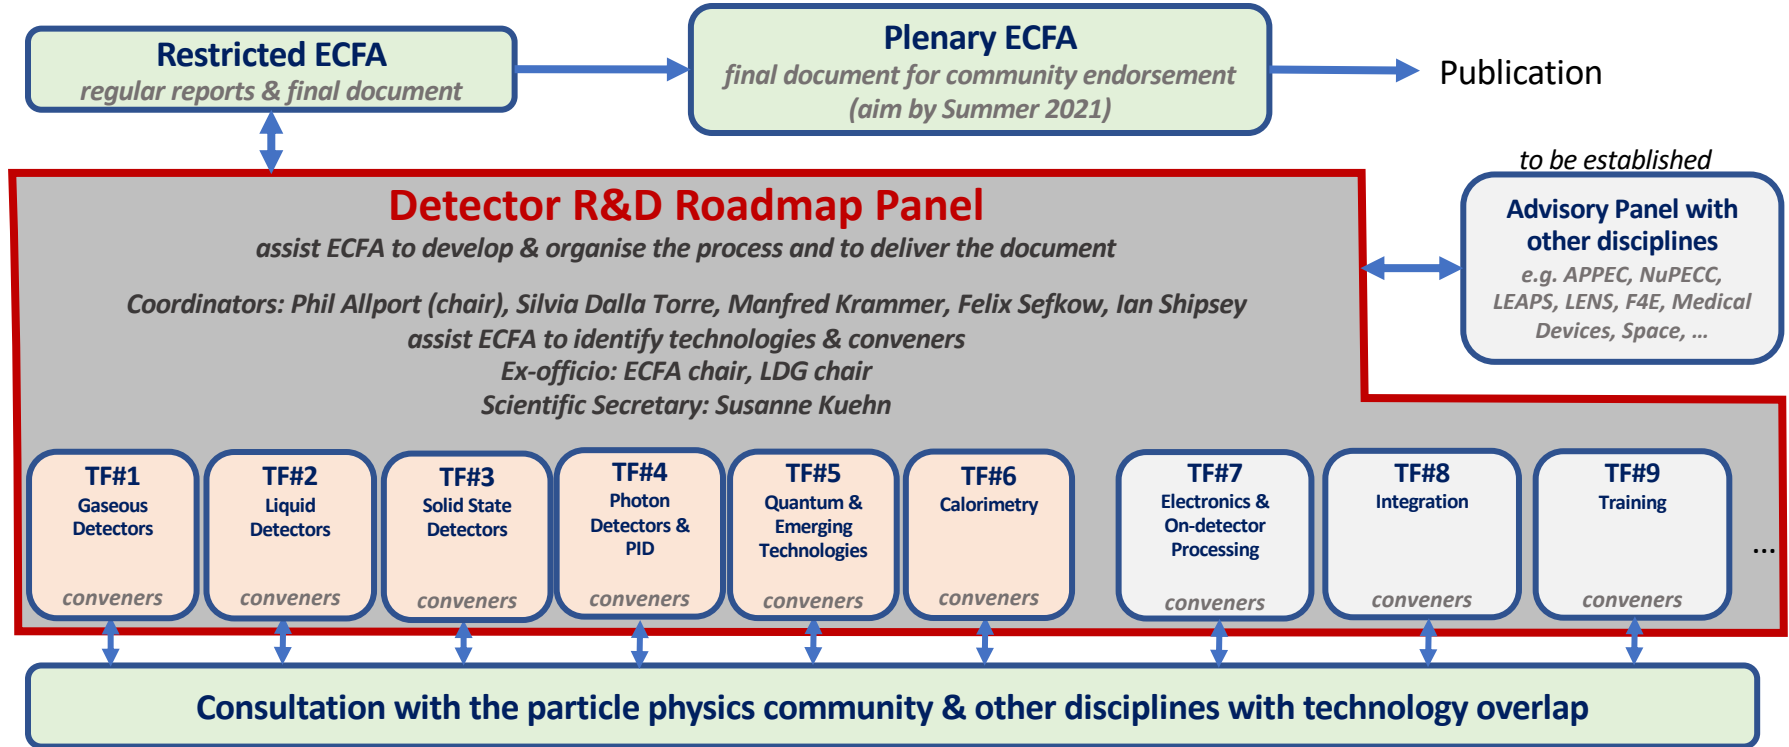 Restricted ECFA
regular reports & final document
Plenary ECFA
final document for community endorsement
(aim by Summer 2021)
Publication
to be established
Advisory Panel with
other disciplines
e.g. APPEC, NuPECC,
LEAPS, LENS, F4E, Medical
Devices, Space, ...
Detector R&D Roadmap Panel
assist ECFA to develop & organise the process and to deliver the document
Coordinators: Phil Allport (chair), Silvia Dalla Torre, Manfred Krammer, Felix Sefkow, Ian Shipsey
assist ECFA to identify technologies & conveners
Ex-officio: ECFA chair, LDG chair
Scientific Secretary: Susanne Kuehn
TF#1
Gaseous
Detectors
conveners
TF#2
Liquid
Detectors
conveners
TF#3
Solid State
Detectors
conveners
TF#4
Photon
Detectors &
PID
conveners
TF#5
Quantum &
Emerging
Technologies
conveners
TF#6
Calorimetry
conveners
TF#7
Electronics &
On-detector
Processing
conveners
TF#8
Integration
conveners
TF#9
Training
conveners
...
Consultation with the particle physics community & other disciplines with technology overlap